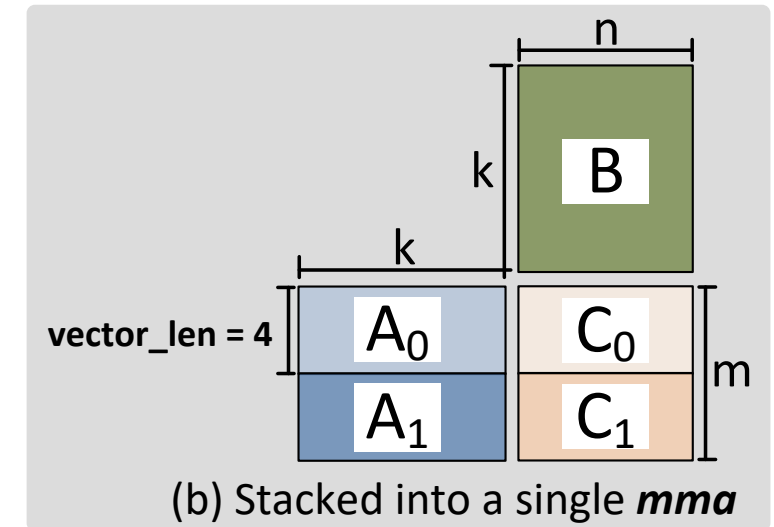 n
k
B
k
vector_len = 4
A₀
C₀
m
A₁
C₁
(b) Stacked into a single mma